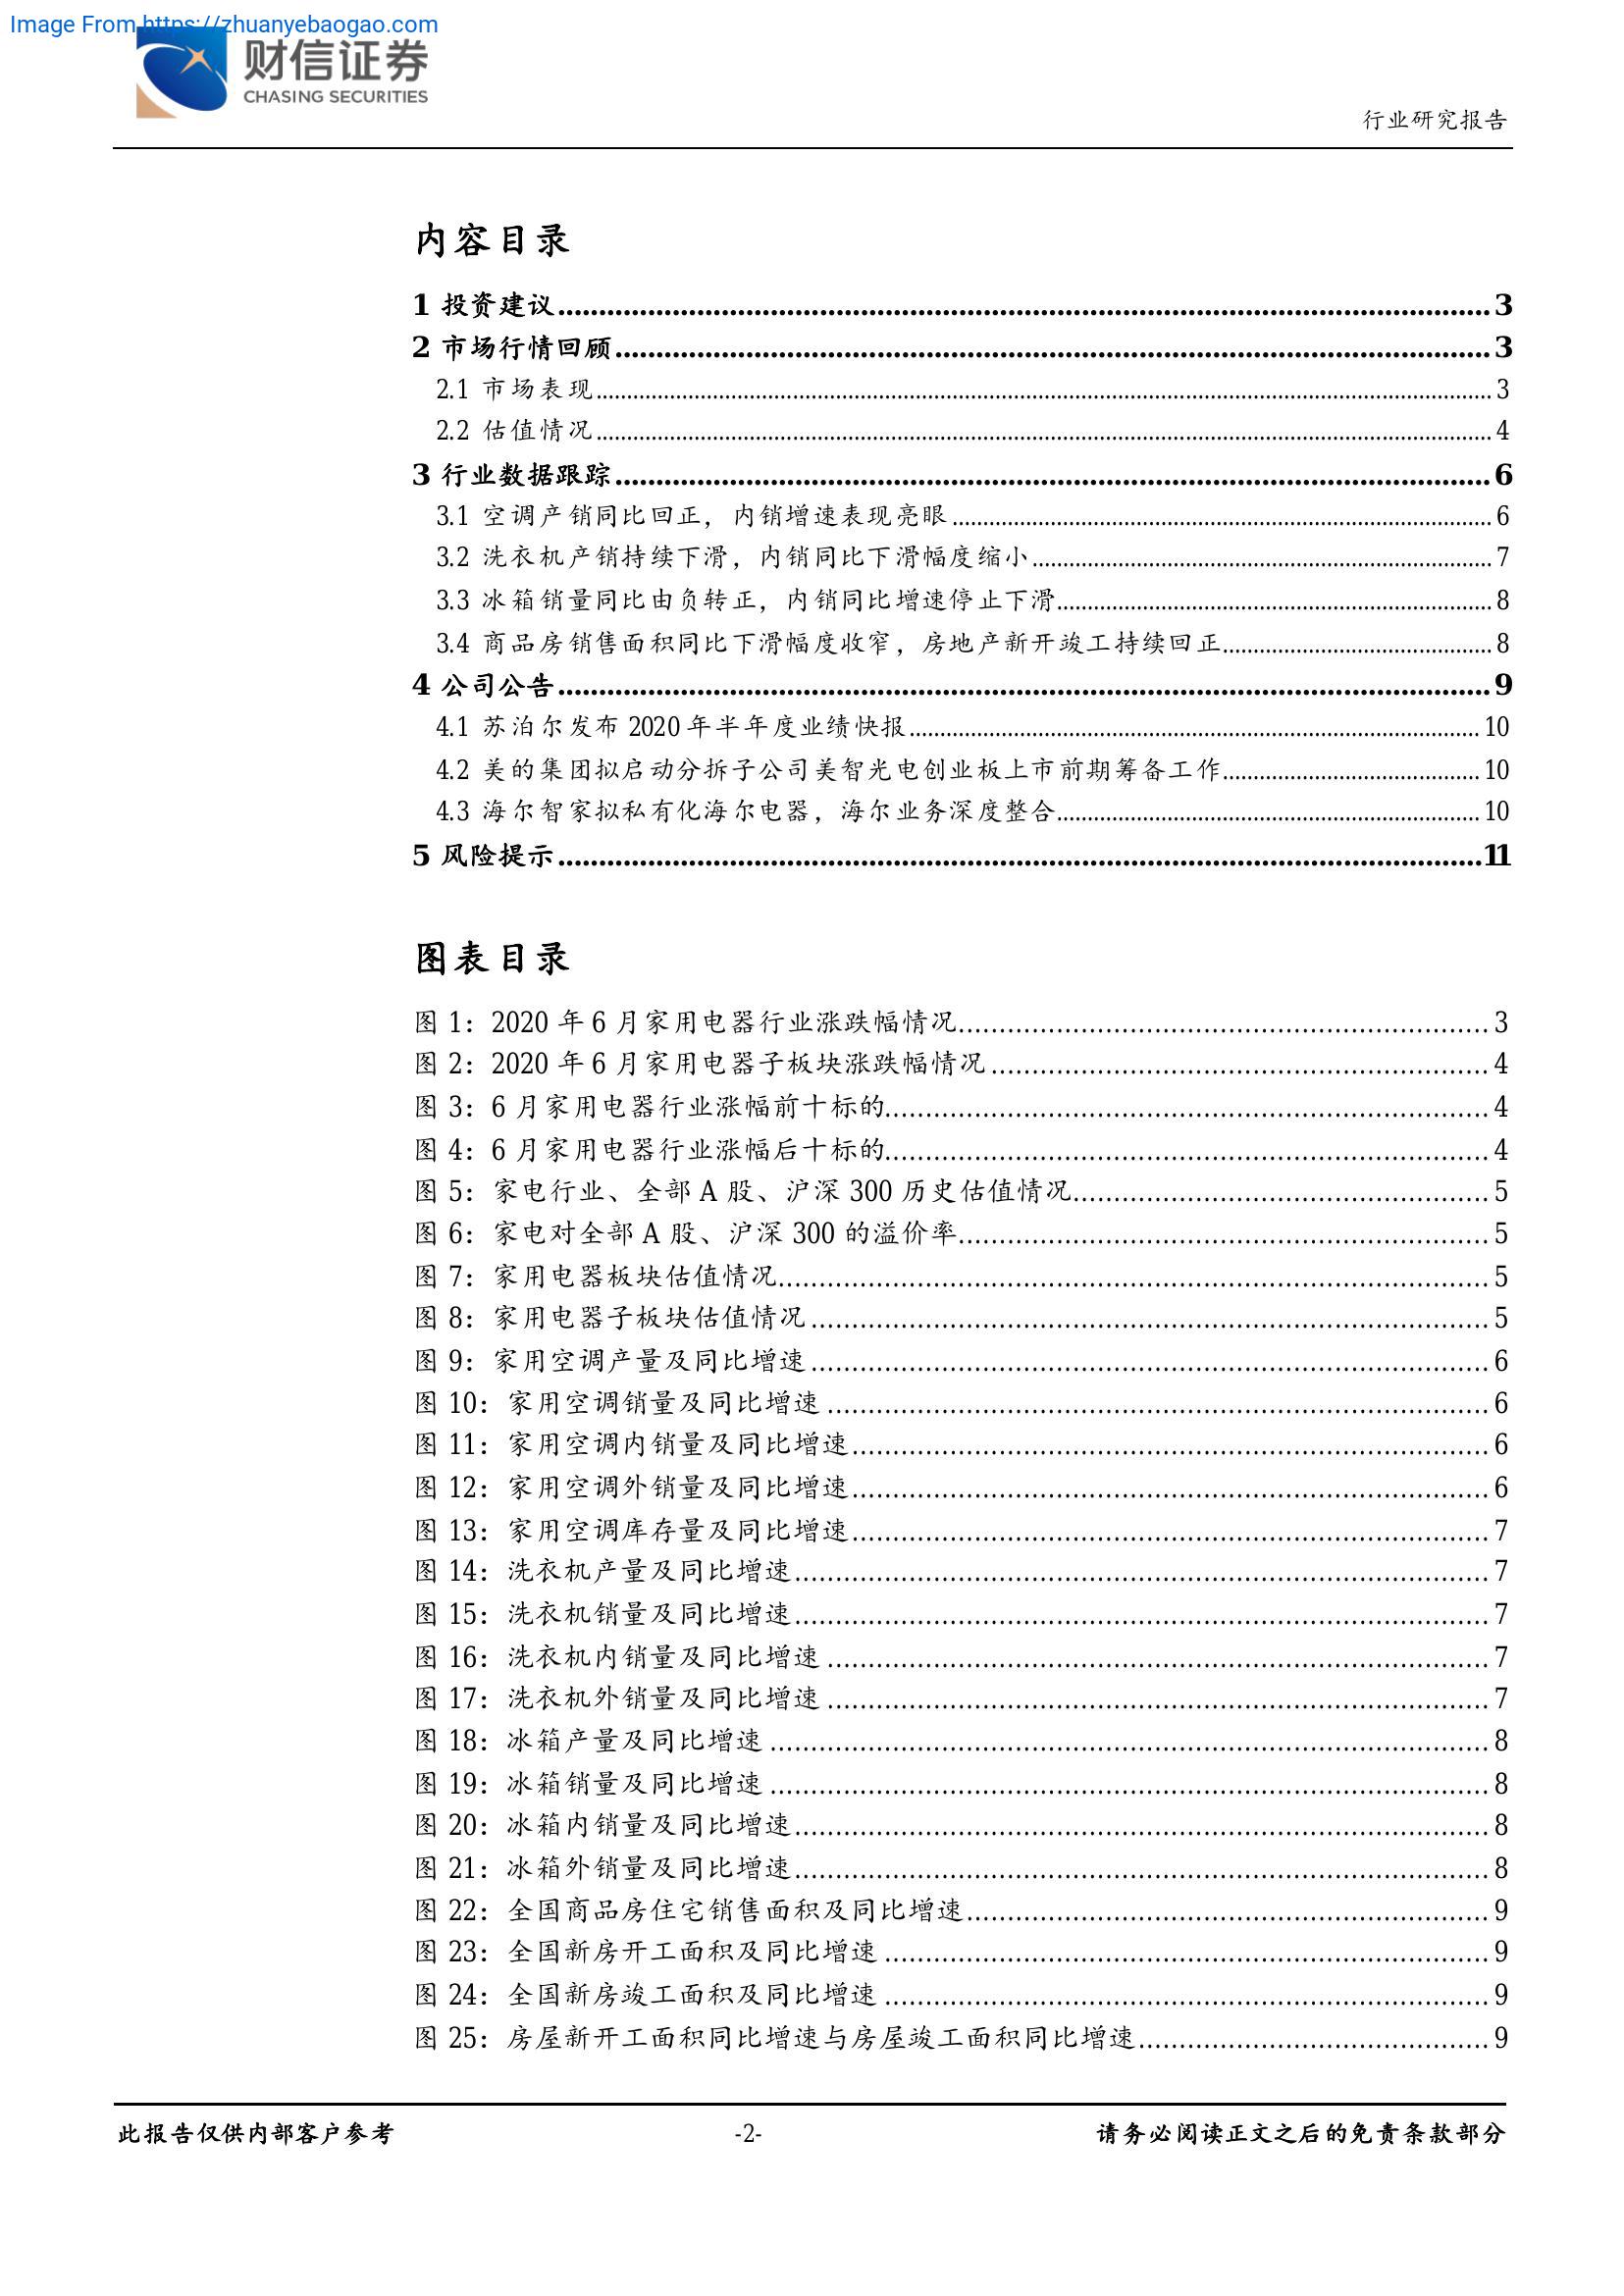 Image From https://zhuanyebaogao.com
财信证券
CHASING SECURITIES
行业研究报告
内容目录
1 投资建议........................................3
2 市场行情回顾........................................3
2.1 市场表现........................................3
2.2 估值情况........................................4
3 行业数据跟踪........................................6
3.1 空调产销同比回正，内销增速表现亮眼........................................6
3.2 洗衣机产销持续下滑，内销同比下滑幅度缩小........................................7
3.3 冰箱销量同比由负转正，内销同比增速停止下滑........................................8
3.4 商品房销售面积同比下滑幅度收窄，房地产新开竣工持续回正........................................8
4 公司公告........................................9
4.1 苏泊尔发布 2020 年半年度业绩快报........................................10
4.2 美的集团拟启动分拆子公司美智光电创业板上市前期筹备工作........................................10
4.3 海尔智家拟私有化海尔电器，海尔业务深度整合........................................10
5 风险提示........................................11
图表目录
图 1：2020 年 6 月家用电器行业涨跌幅情况........................................3
图 2：2020 年 6 月家用电器子板块涨跌幅情况........................................4
图 3：6 月家用电器行业涨幅前十标的........................................4
图 4：6 月家用电器行业涨幅后十标的........................................4
图 5：家电行业、全部 A 股、沪深 300 历史估值情况........................................5
图 6：家电对全部 A 股、沪深 300 的溢价率........................................5
图 7：家用电器板块估值情况........................................5
图 8：家用电器子板块估值情况........................................5
图 9：家用空调产量及同比增速........................................6
图 10：家用空调销量及同比增速........................................6
图 11：家用空调内销量及同比增速........................................6
图 12：家用空调外销量及同比增速........................................6
图 13：家用空调库存量及同比增速........................................7
图 14：洗衣机产量及同比增速........................................7
图 15：洗衣机销量及同比增速........................................7
图 16：洗衣机内销量及同比增速........................................7
图 17：洗衣机外销量及同比增速........................................7
图 18：冰箱产量及同比增速........................................8
图 19：冰箱销量及同比增速........................................8
图 20：冰箱内销量及同比增速........................................8
图 21：冰箱外销量及同比增速........................................8
图 22：全国商品房住宅销售面积及同比增速........................................9
图 23：全国新房开工面积及同比增速........................................9
图 24：全国新房竣工面积及同比增速........................................9
图 25：房屋新开工面积同比增速与房屋竣工面积同比增速........................................9
此报告仅供内部客户参考
-2-
请务必阅读正文之后的免责条款部分